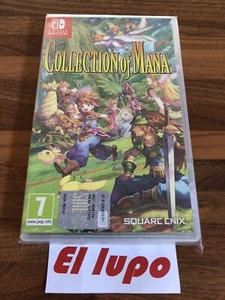 NINTENDO
SWITCH
COLLECTION of MANA
7
www.pegi.info
SQUARE ENIX
El lupo